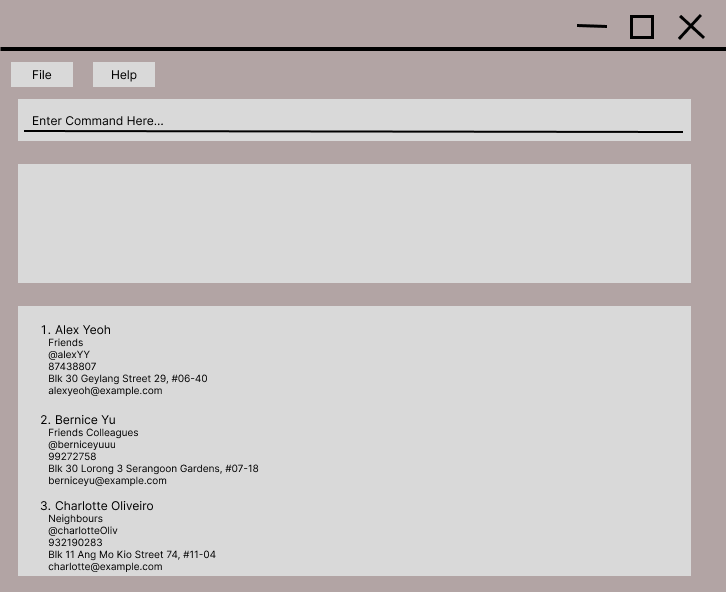 File
Help
Enter Command Here...
1. Alex Yeoh
Friends
@alexYY
87438807
Blk 30 Geylang Street 29, #06-40
alexyeoh@example.com
2. Bernice Yu
Friends Colleagues
@berniceyuuu
99272758
Blk 30 Lorong 3 Serangoon Gardens, #07-18
berniceyu@example.com
3. Charlotte Oliveiro
Neighbours
@charlotteOliv
932190283
Blk 11 Ang Mo Kio Street 74, #11-04
charlotte@example.com